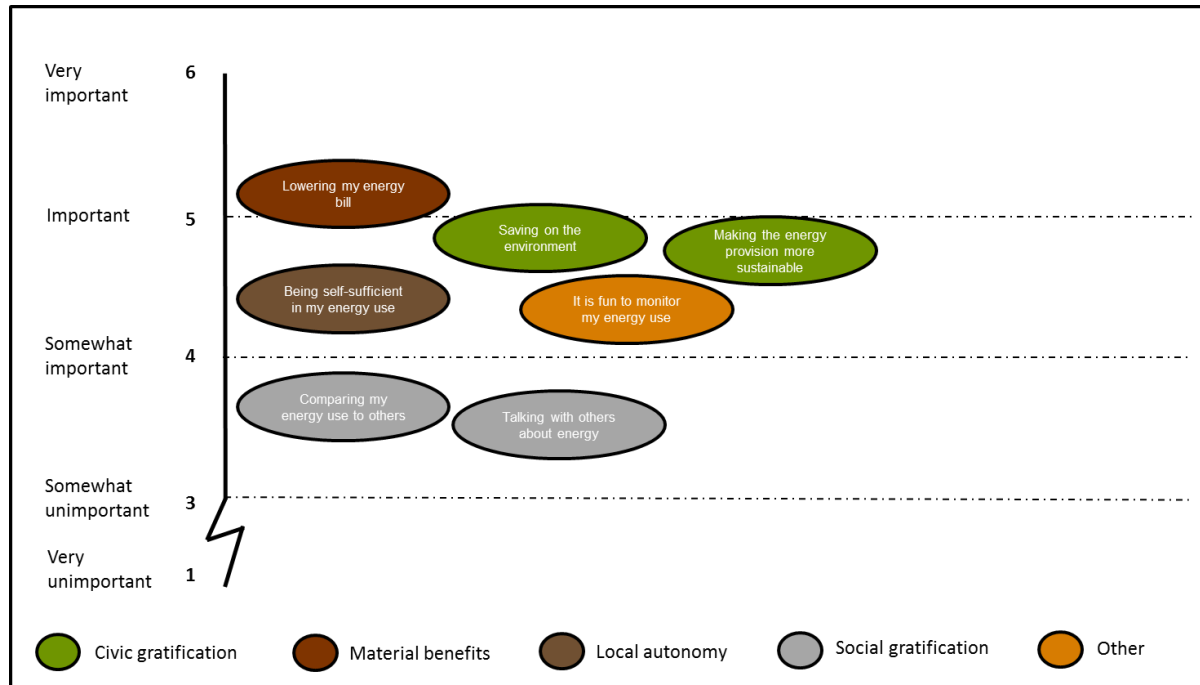 Very
important
6
Lowering my energy
bill
Important
5
Saving on the
environment
Making the energy
provision more
sustainable
Being self-sufficient
in my energy use
It is fun to monitor
my energy use
Somewhat
important
4
Comparing my
energy use to others
Talking with others
about energy
Somewhat
unimportant
3
Very
unimportant
1
Civic gratification
Material benefits
Local autonomy
Social gratification
Other